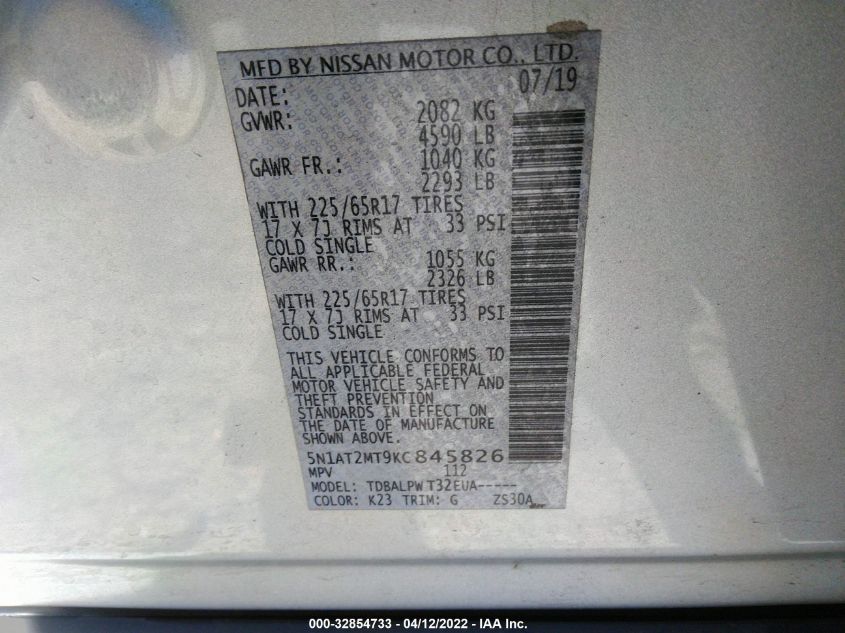 MFD BY NISSAN MOTOR CO., LTD.
DATE: 07/19
GVWR: 2082 KG
4590 LB
GAWR FR.: 1040 KG
2293 LB
WITH 225/65R17 TIRES
17 X 7J RIMS AT 33 PSI
COLD SINGLE
GAWR RR.: 1055 KG
2326 LB
WITH 225/65R17 TIRES
17 X 7J RIMS AT 33 PSI
COLD SINGLE
THIS VEHICLE CONFORMS TO
ALL APPLICABLE FEDERAL
MOTOR VEHICLE SAFETY AND
THEFT PREVENTION
STANDARDS IN EFFECT ON
THE DATE OF MANUFACTURE
SHOWN ABOVE.
5N1AT2MT9KC845826
MPV 112
MODEL: TDBALPW T32EUA-----
COLOR: K23 TRIM: G ZS30A
000-32854733 - 04/12/2022 - IAA Inc.